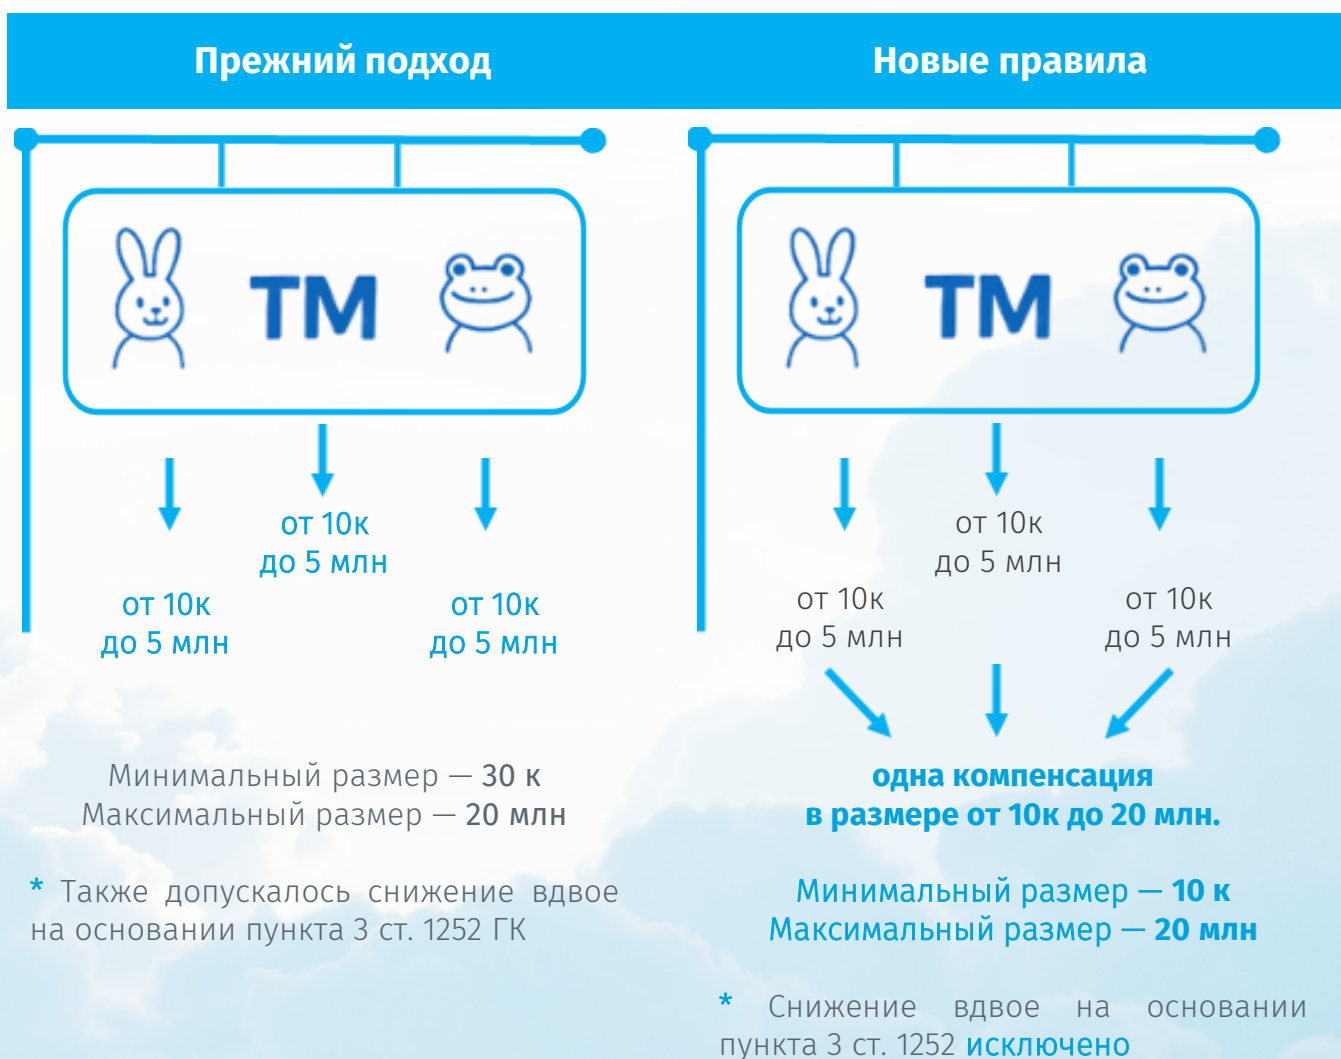 Прежний подход
Новые правила
TM
от 10к
до 5 млн
от 10к
до 5 млн
от 10к
до 5 млн
Минимальный размер — 30 к
Максимальный размер — 20 млн
* Также допускалось снижение вдвое
на основании пункта 3 ст. 1252 ГК
TM
от 10к
до 5 млн
от 10к
до 5 млн
от 10к
до 5 млн
одна компенсация
в размере от 10к до 20 млн.
Минимальный размер — 10 к
Максимальный размер — 20 млн
* Снижение вдвое на основании
пункта 3 ст. 1252 исключено